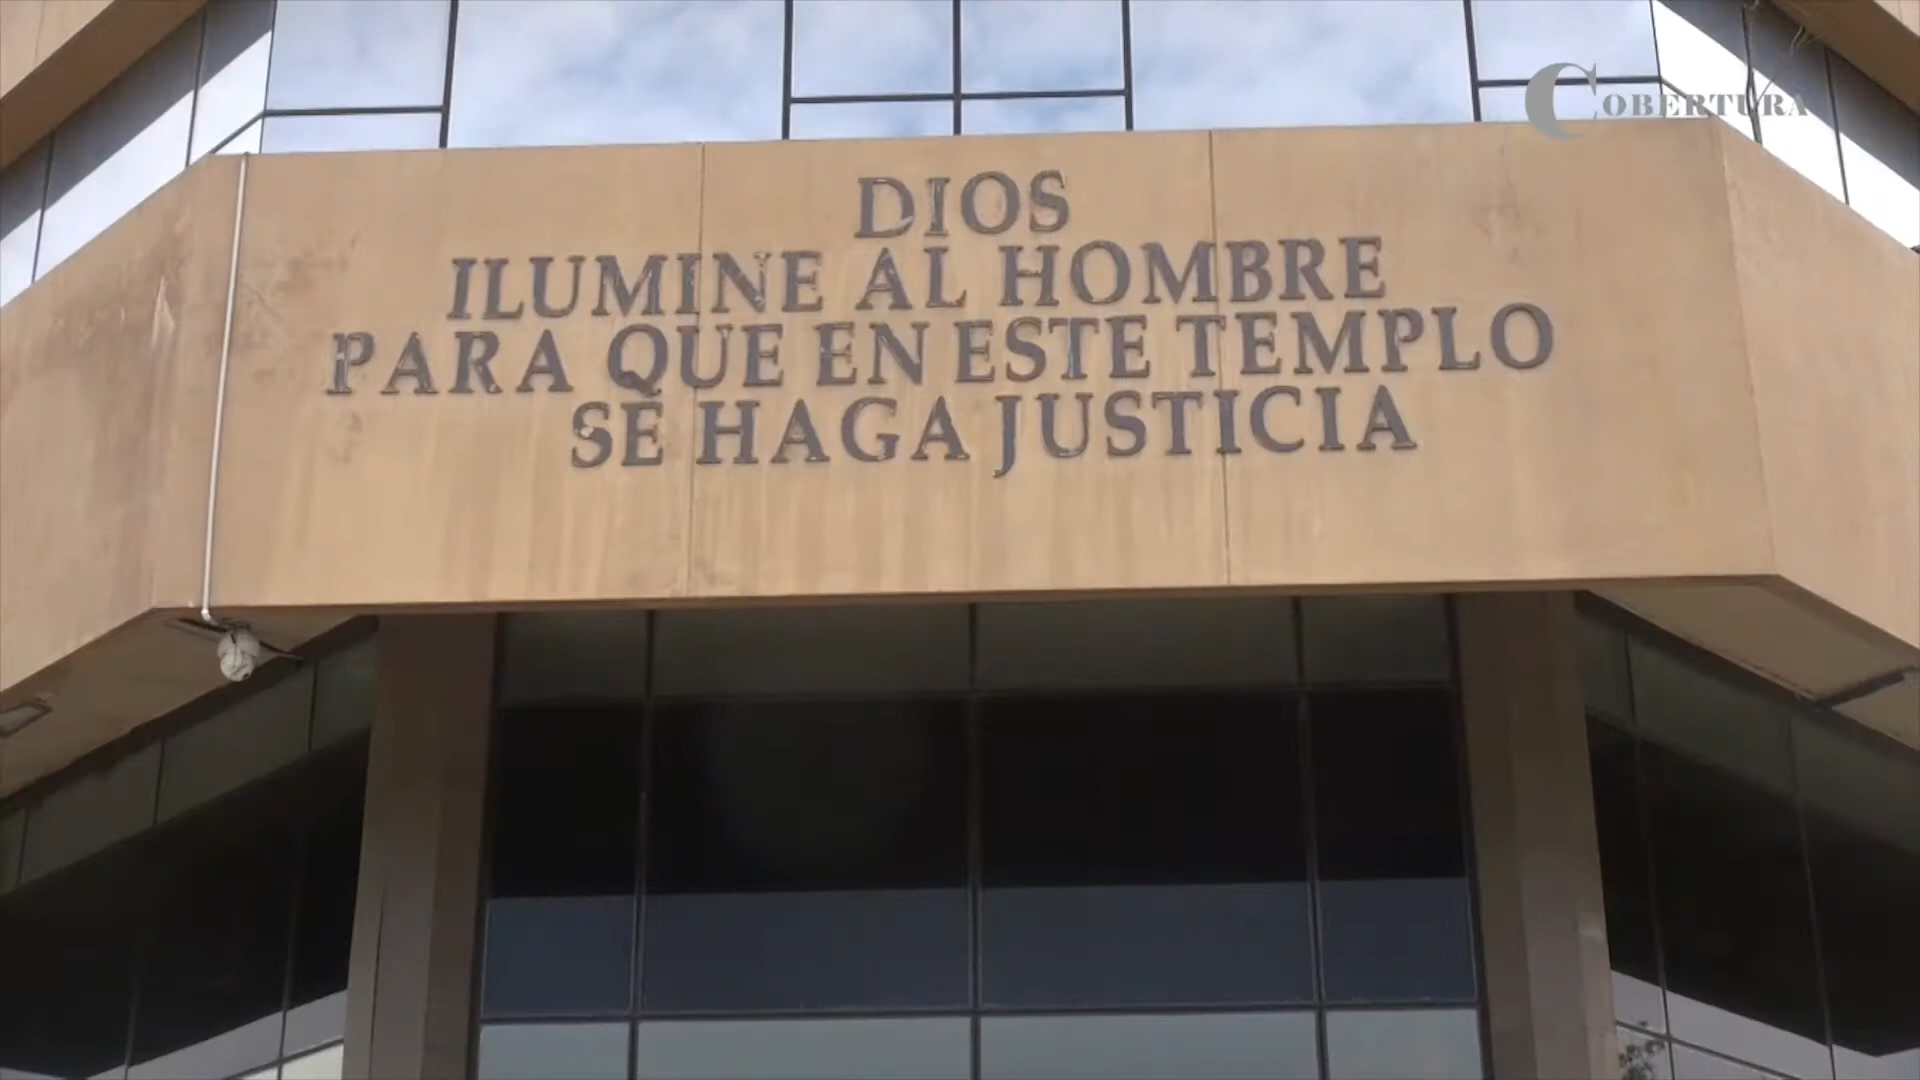 COBERTURA
DIOS
ILUMINE AL HOMBRE
PARA QUE EN ESTE TEMPLO
SE HAGA JUSTICIA